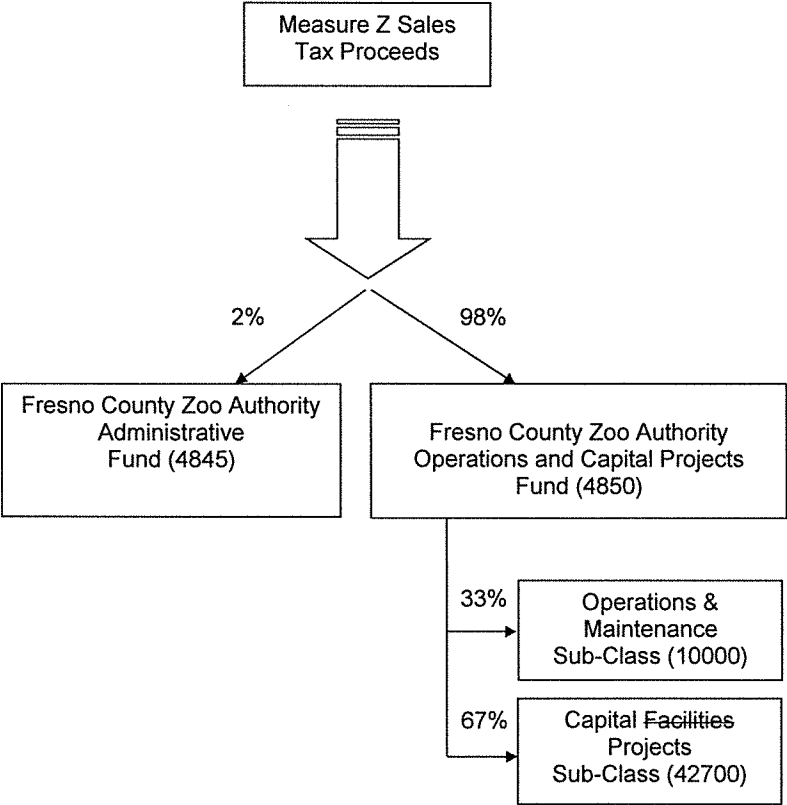 Measure Z Sales
Tax Proceeds
2%
98%
Fresno County Zoo Authority
Administrative
Fund (4845)
Fresno County Zoo Authority
Operations and Capital Projects
Fund (4850)
33%
Operations &
Maintenance
Sub-Class (10000)
67%
Capital Facilities
Projects
Sub-Class (42700)